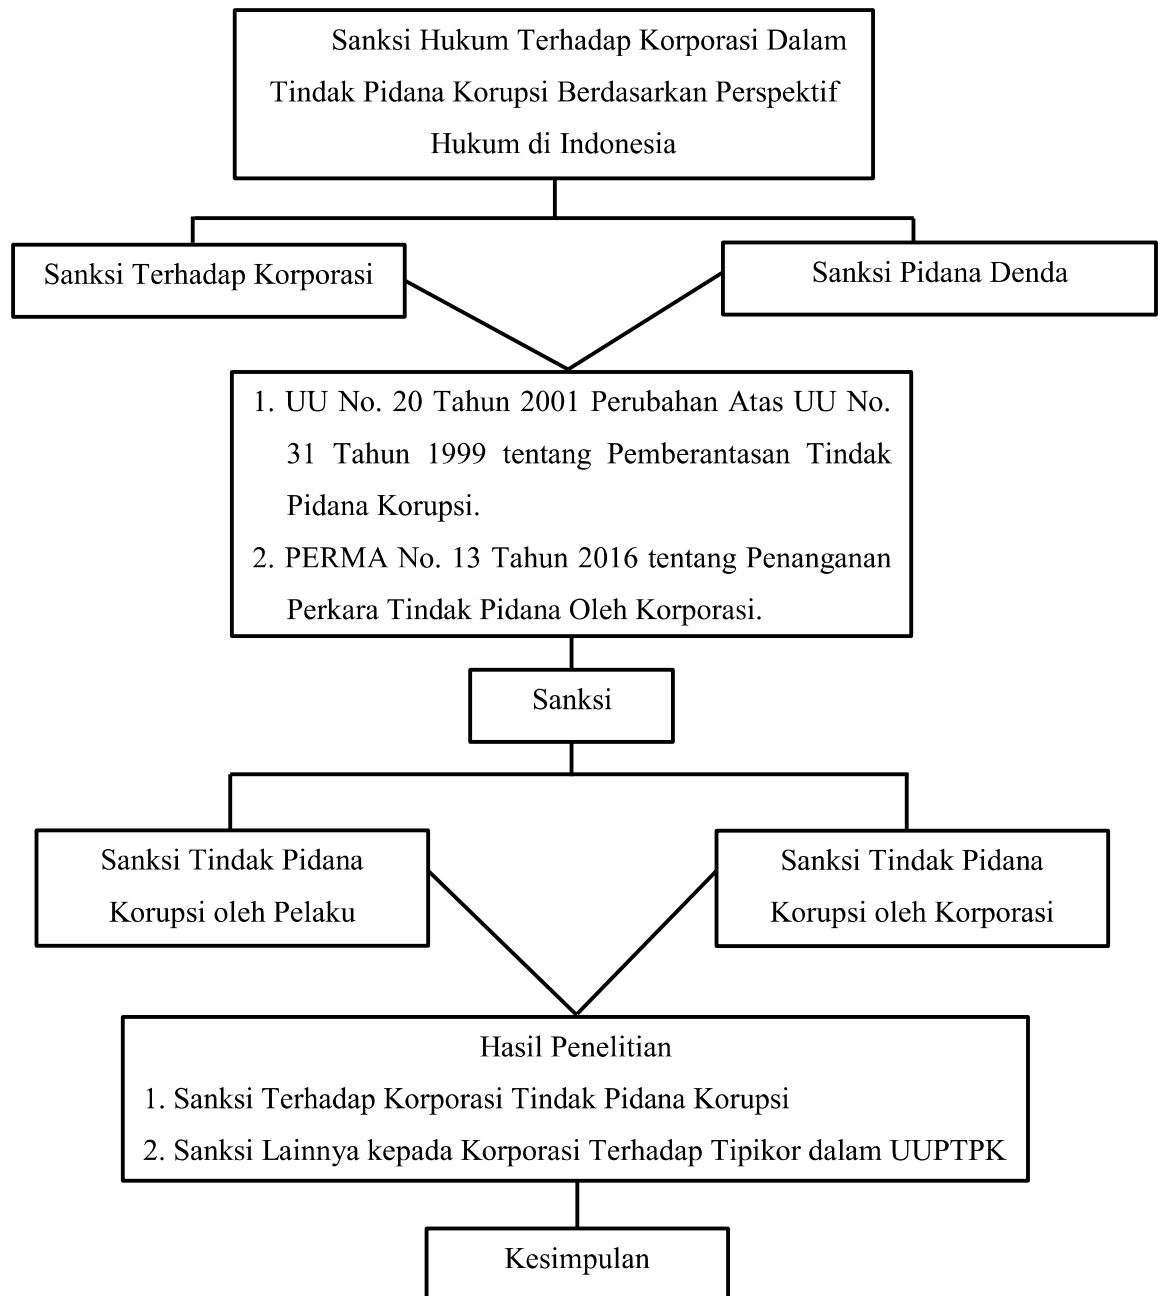 Sanksi Hukum Terhadap Korporasi Dalam
Tindak Pidana Korupsi Berdasarkan Perspektif
Hukum di Indonesia
Sanksi Terhadap Korporasi
Sanksi Pidana Denda
1. UU No. 20 Tahun 2001 Perubahan Atas UU No.
31 Tahun 1999 tentang Pemberantasan Tindak
Pidana Korupsi.
2. PERMA No. 13 Tahun 2016 tentang Penanganan
Perkara Tindak Pidana Oleh Korporasi.
Sanksi
Sanksi Tindak Pidana
Korupsi oleh Pelaku
Sanksi Tindak Pidana
Korupsi oleh Korporasi
Hasil Penelitian
1. Sanksi Terhadap Korporasi Tindak Pidana Korupsi
2. Sanksi Lainnya kepada Korporasi Terhadap Tipikor dalam UUPTPK
Kesimpulan